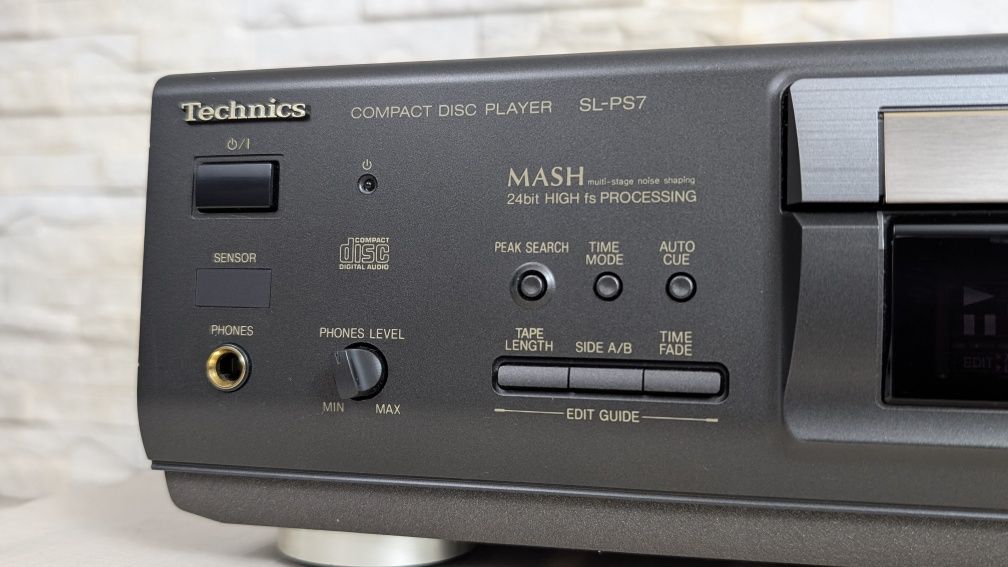 Technics
COMPACT DISC PLAYER SL-PS7
MASH multi-stage noise shaping
24bit HIGH fs PROCESSING
COMPACT
disc
DIGITAL AUDIO
SENSOR
PEAK SEARCH
TIME
MODE
AUTO
CUE
PHONES
PHONES LEVEL
MIN MAX
TAPE
LENGTH
SIDE A/B
TIME
FADE
EDIT GUIDE
EDIT